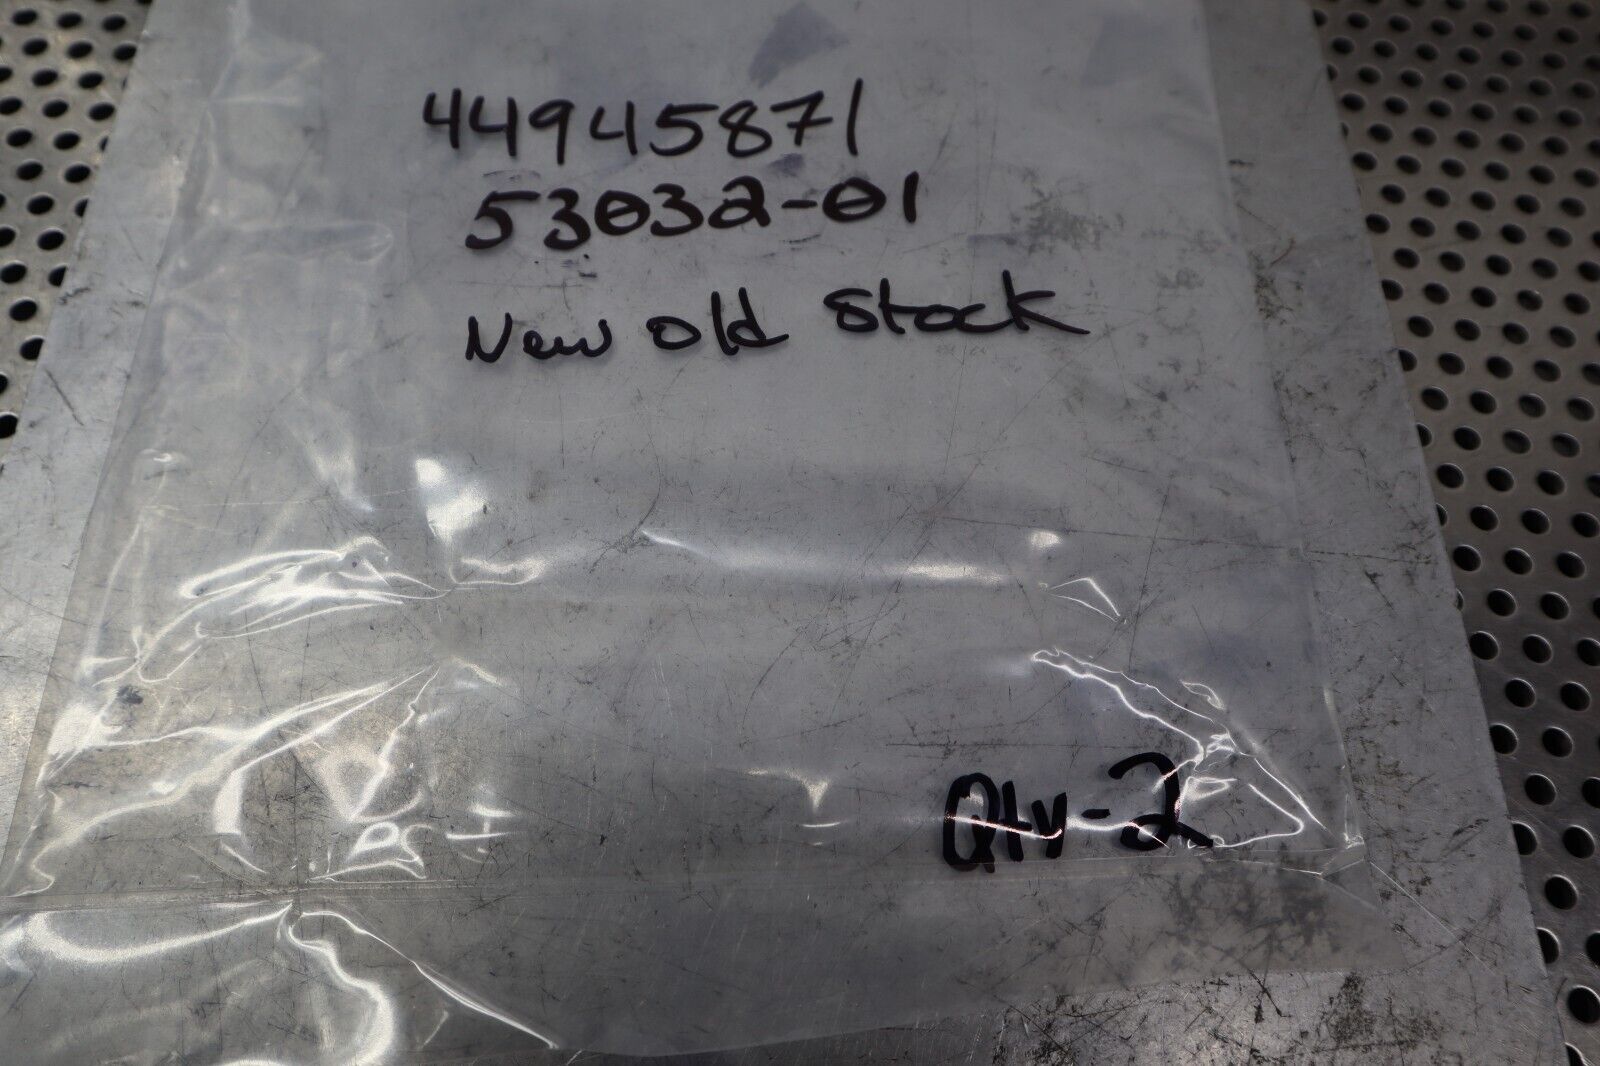 44945871
53032-01
New Old Stock
Qty-2